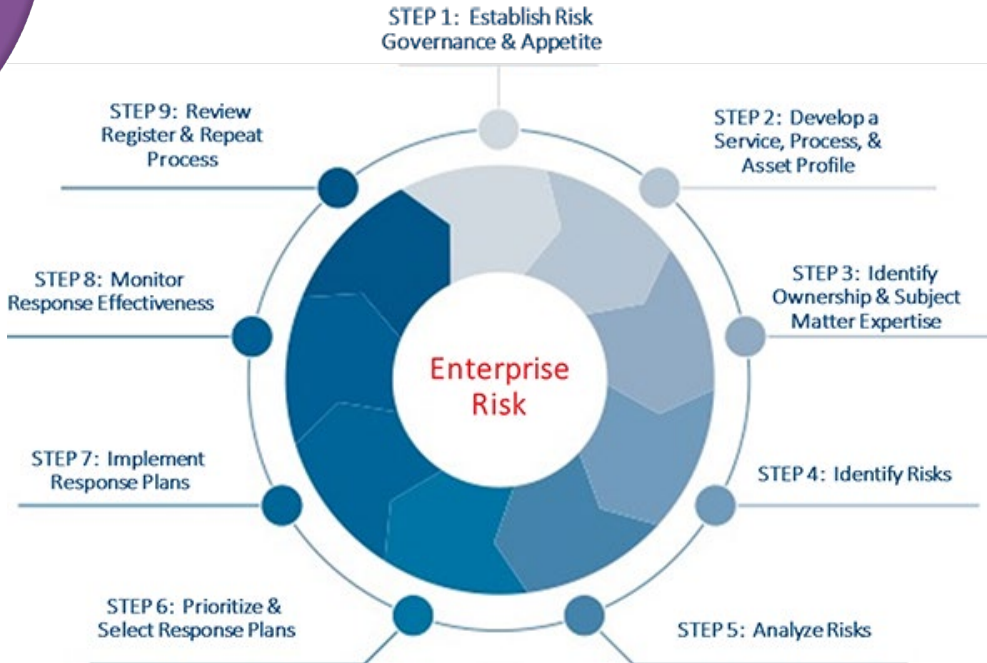 STEP 1: Establish Risk
Governance & Appetite
STEP 2: Develop a
Service, Process, &
Asset Profile
STEP 3: Identify
Ownership & Subject
Matter Expertise
STEP 4: Identify Risks
STEP 5: Analyze Risks
STEP 6: Prioritize &
Select Response Plans
STEP 7: Implement
Response Plans
STEP 8: Monitor
Response Effectiveness
STEP 9: Review
Register & Repeat
Process
Enterprise
Risk